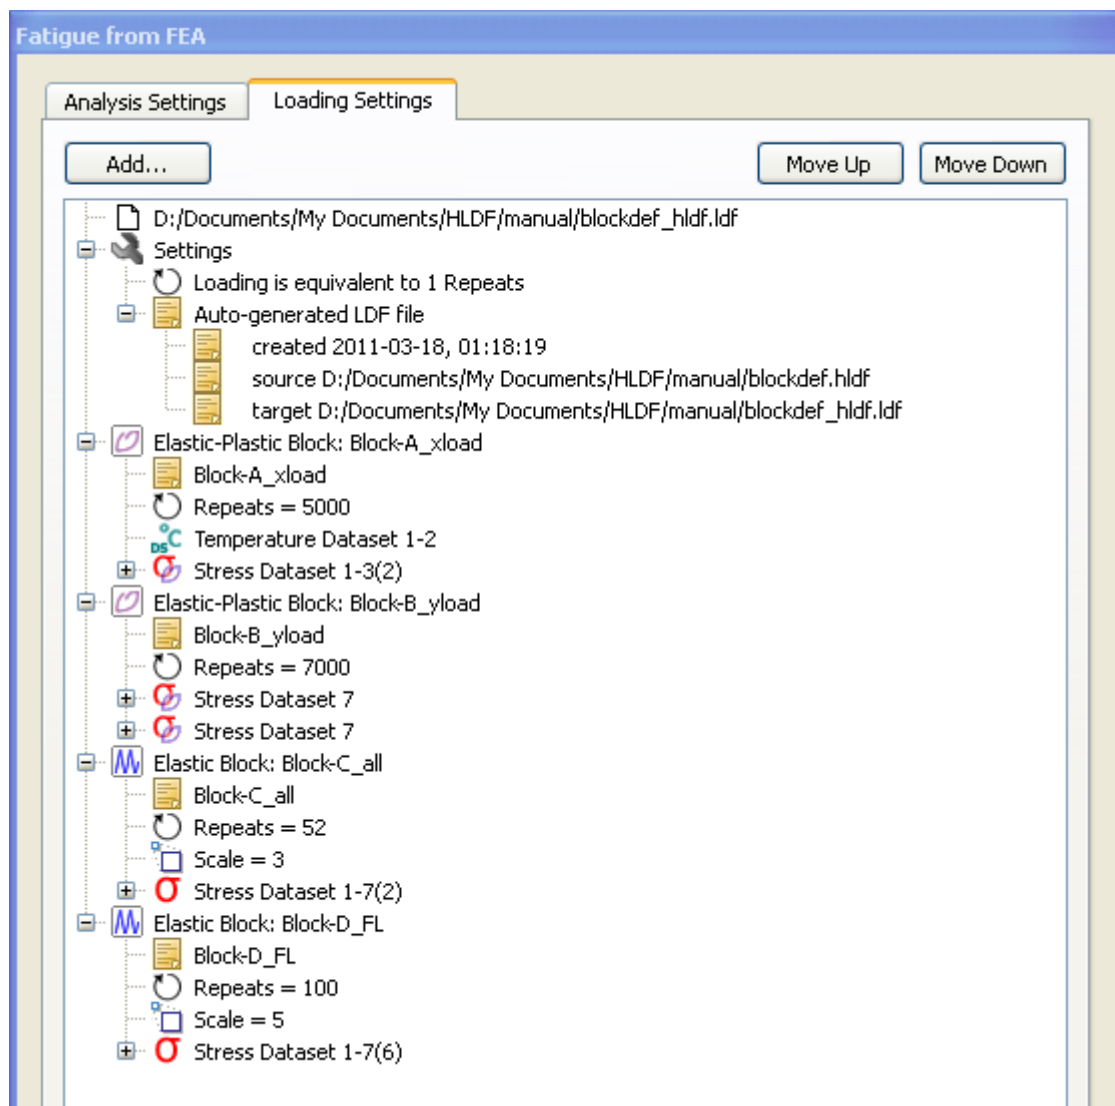 Fatigue from FEA
Analysis Settings
Loading Settings
Add...
Move Up
Move Down
D:/Documents/My Documents/HLDF/manual/blockdef_hldf.ldf
Settings
Loading is equivalent to 1 Repeats
Auto-generated LDF file
created 2011-03-18, 01:18:19
source D:/Documents/My Documents/HLDF/manual/blockdef.hldf
target D:/Documents/My Documents/HLDF/manual/blockdef_hldf.ldf
Elastic-Plastic Block: Block-A_xload
Block-A_xload
Repeats = 5000
DS°C Temperature Dataset 1-2
σ Stress Dataset 1-3(2)
Elastic-Plastic Block: Block-B_yload
Block-B_yload
Repeats = 7000
σ Stress Dataset 7
σ Stress Dataset 7
Elastic Block: Block-C_all
Block-C_all
Repeats = 52
Scale = 3
σ Stress Dataset 1-7(2)
Elastic Block: Block-D_FL
Block-D_FL
Repeats = 100
Scale = 5
σ Stress Dataset 1-7(6)